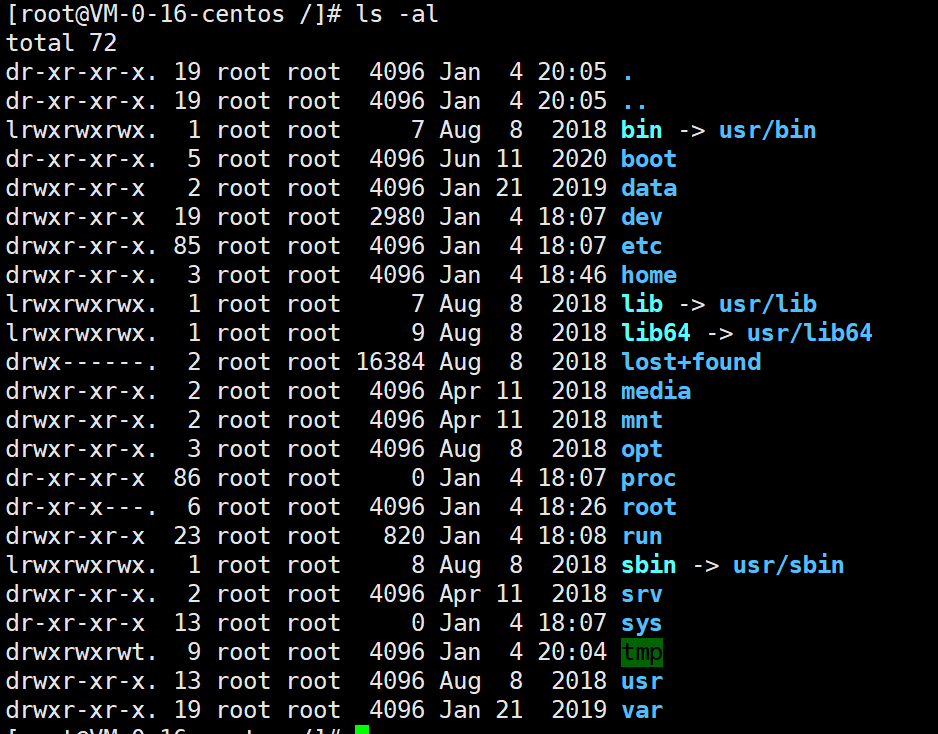 [root@VM-0-16-centos /]# ls -al
total 72
dr-xr-xr-x. 19 root root  4096 Jan  4 20:05 .
dr-xr-xr-x. 19 root root  4096 Jan  4 20:05 ..
lrwxrwxrwx.  1 root root     7 Aug  8  2018 bin -> usr/bin
dr-xr-xr-x.  5 root root  4096 Jun 11  2020 boot
drwxr-xr-x   2 root root  4096 Jan 21  2019 data
drwxr-xr-x  19 root root  2980 Jan  4 18:07 dev
drwxr-xr-x. 85 root root  4096 Jan  4 18:07 etc
drwxr-xr-x.  3 root root  4096 Jan  4 18:46 home
lrwxrwxrwx.  1 root root     7 Aug  8  2018 lib -> usr/lib
lrwxrwxrwx.  1 root root     9 Aug  8  2018 lib64 -> usr/lib64
drwx------.  2 root root 16384 Aug  8  2018 lost+found
drwxr-xr-x.  2 root root  4096 Apr 11  2018 media
drwxr-xr-x.  2 root root  4096 Apr 11  2018 mnt
drwxr-xr-x.  3 root root  4096 Aug  8  2018 opt
dr-xr-xr-x  86 root root     0 Jan  4 18:07 proc
dr-xr-x---.  6 root root  4096 Jan  4 18:26 root
drwxr-xr-x  23 root root   820 Jan  4 18:08 run
lrwxrwxrwx.  1 root root     8 Aug  8  2018 sbin -> usr/sbin
drwxr-xr-x.  2 root root  4096 Apr 11  2018 srv
dr-xr-xr-x  13 root root     0 Jan  4 18:07 sys
drwxrwxrwt.  9 root root  4096 Jan  4 20:04 tmp
drwxr-xr-x. 13 root root  4096 Aug  8  2018 usr
drwxr-xr-x. 19 root root  4096 Jan 21  2019 var
[root@VM-0-16-centos /]#